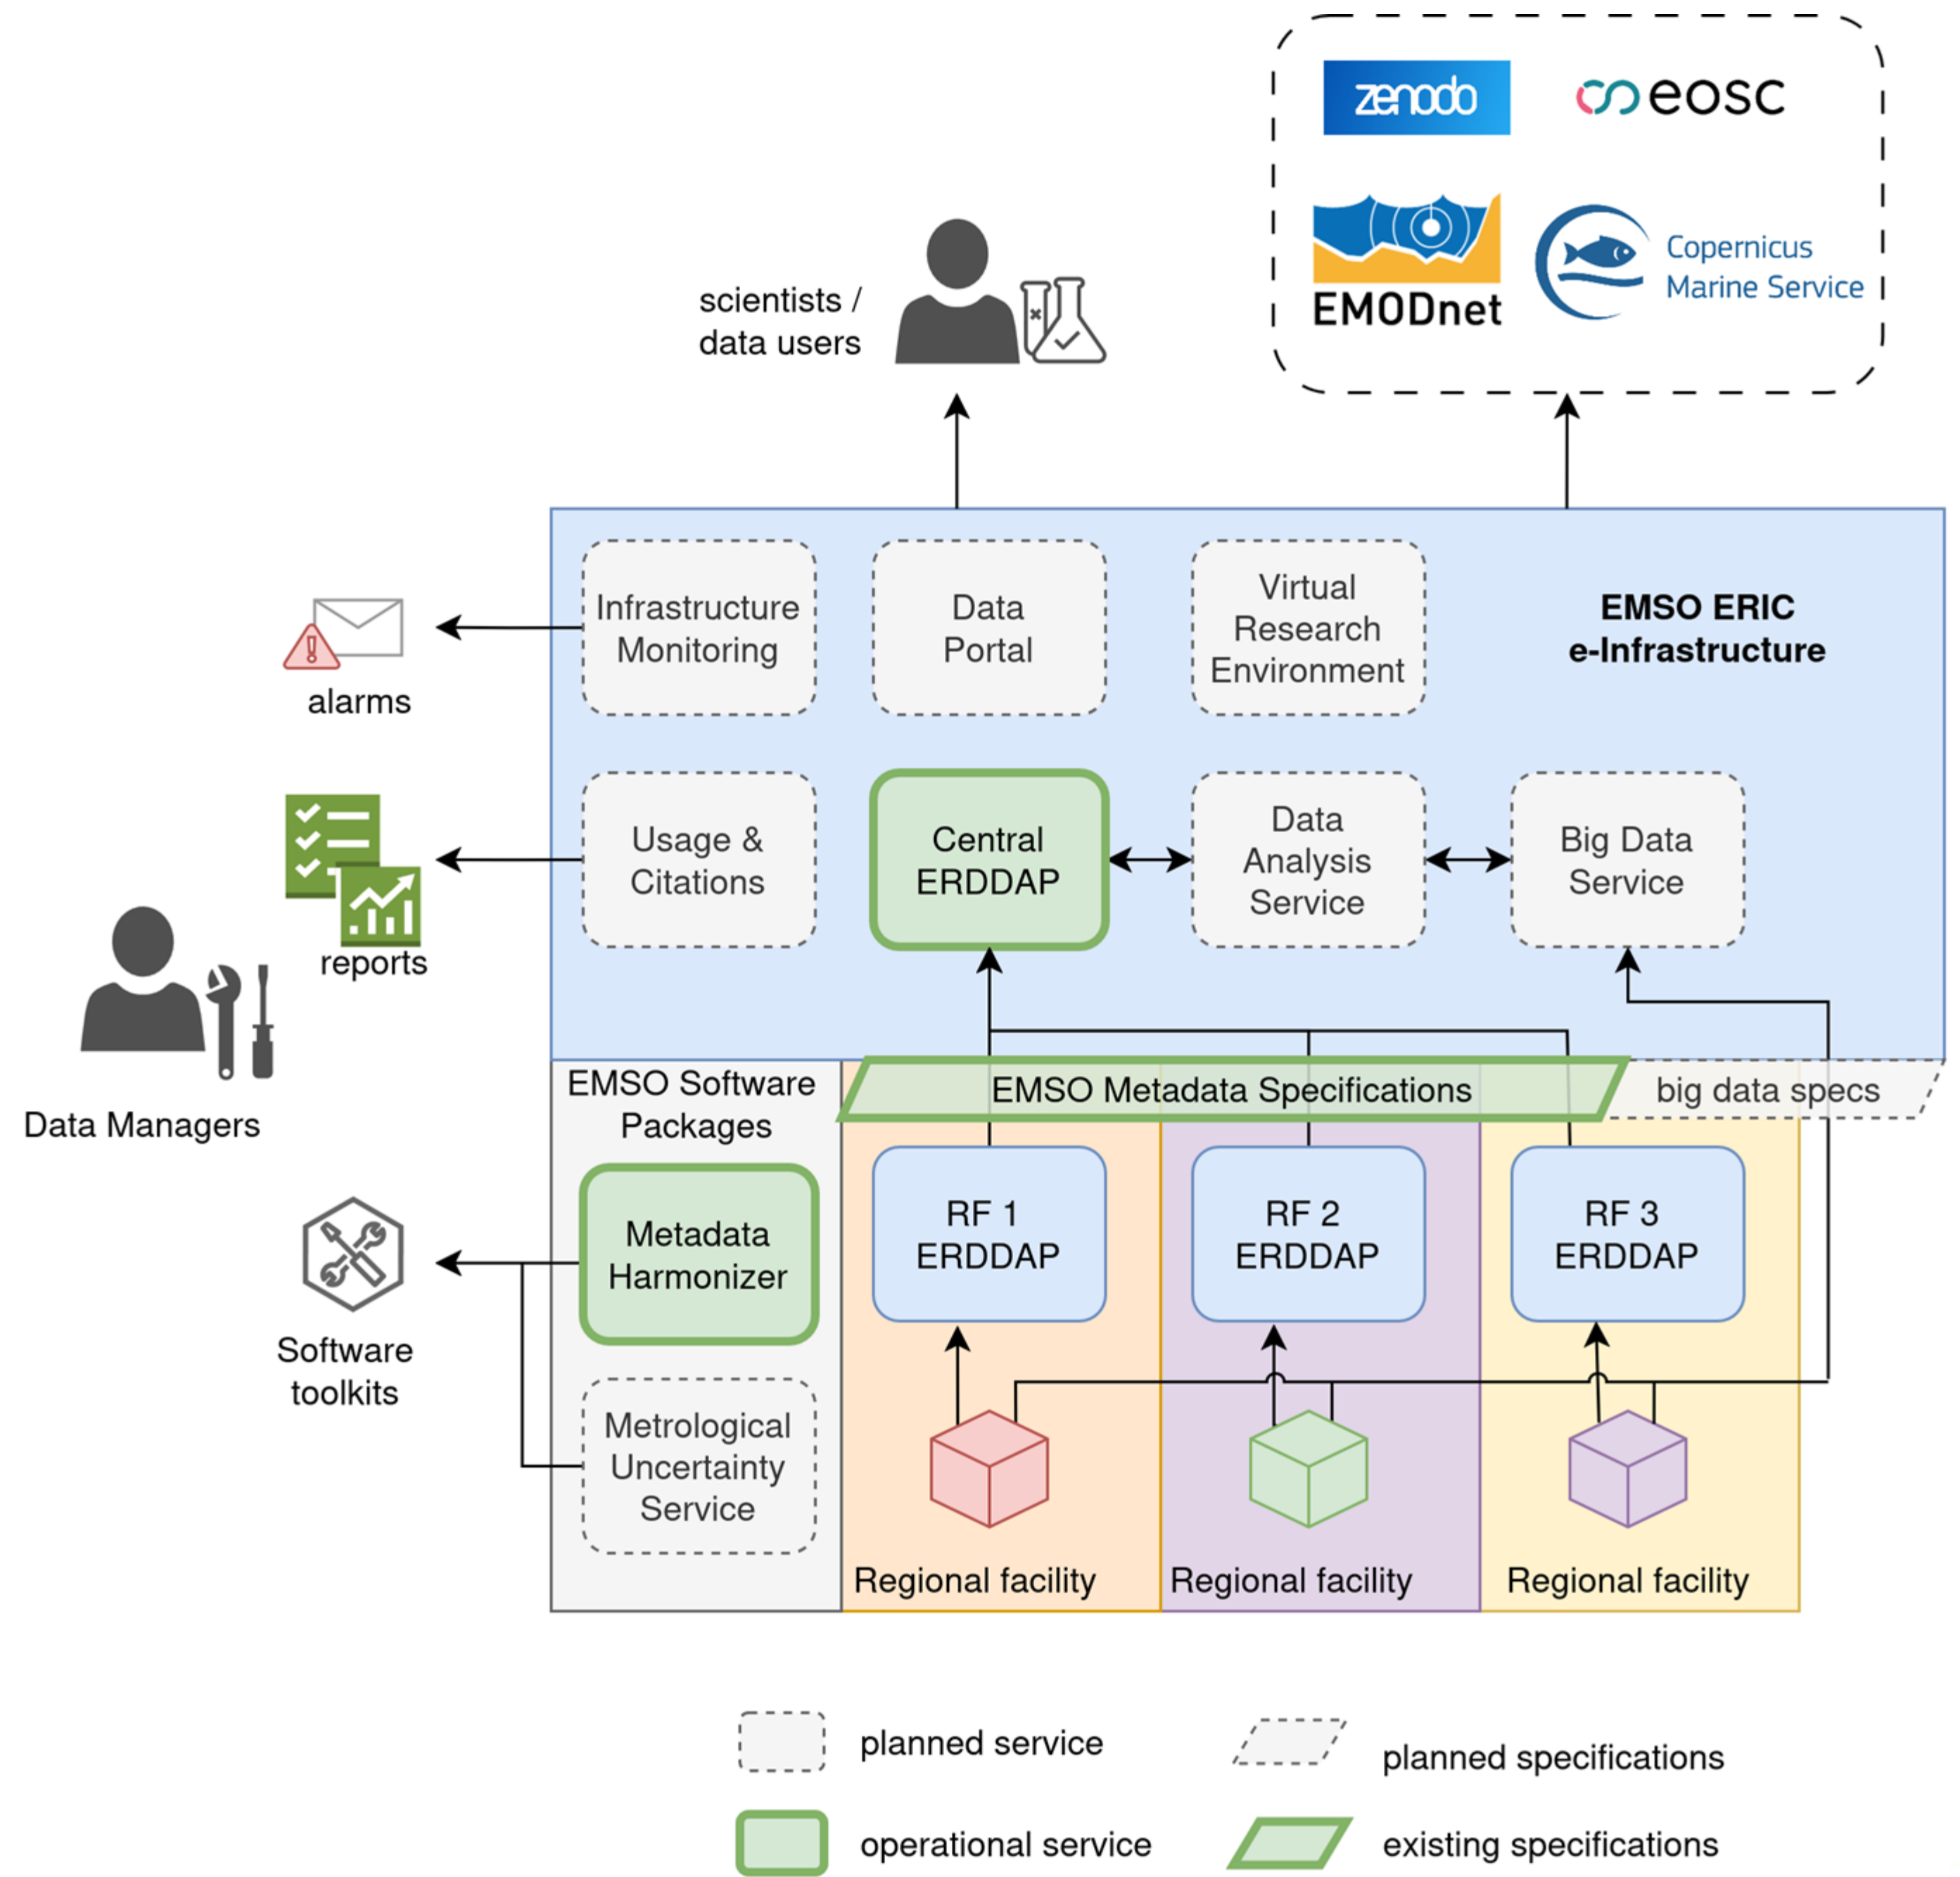 zenodo
eosc
EMODnet
Copernicus
Marine Service
scientists /
data users
Infrastructure
Monitoring
Data
Portal
Virtual
Research
Environment
EMSO ERIC
e-Infrastructure
alarms
Usage &
Citations
Central
ERDDAP
Data
Analysis
Service
Big Data
Service
reports
Data Managers
EMSO Software
Packages
EMSO Metadata Specifications
big data specs
Metadata
Harmonizer
RF 1
ERDDAP
RF 2
ERDDAP
RF 3
ERDDAP
Software
toolkits
Metrological
Uncertainty
Service
Regional facility
Regional facility
Regional facility
planned service
planned specifications
operational service
existing specifications